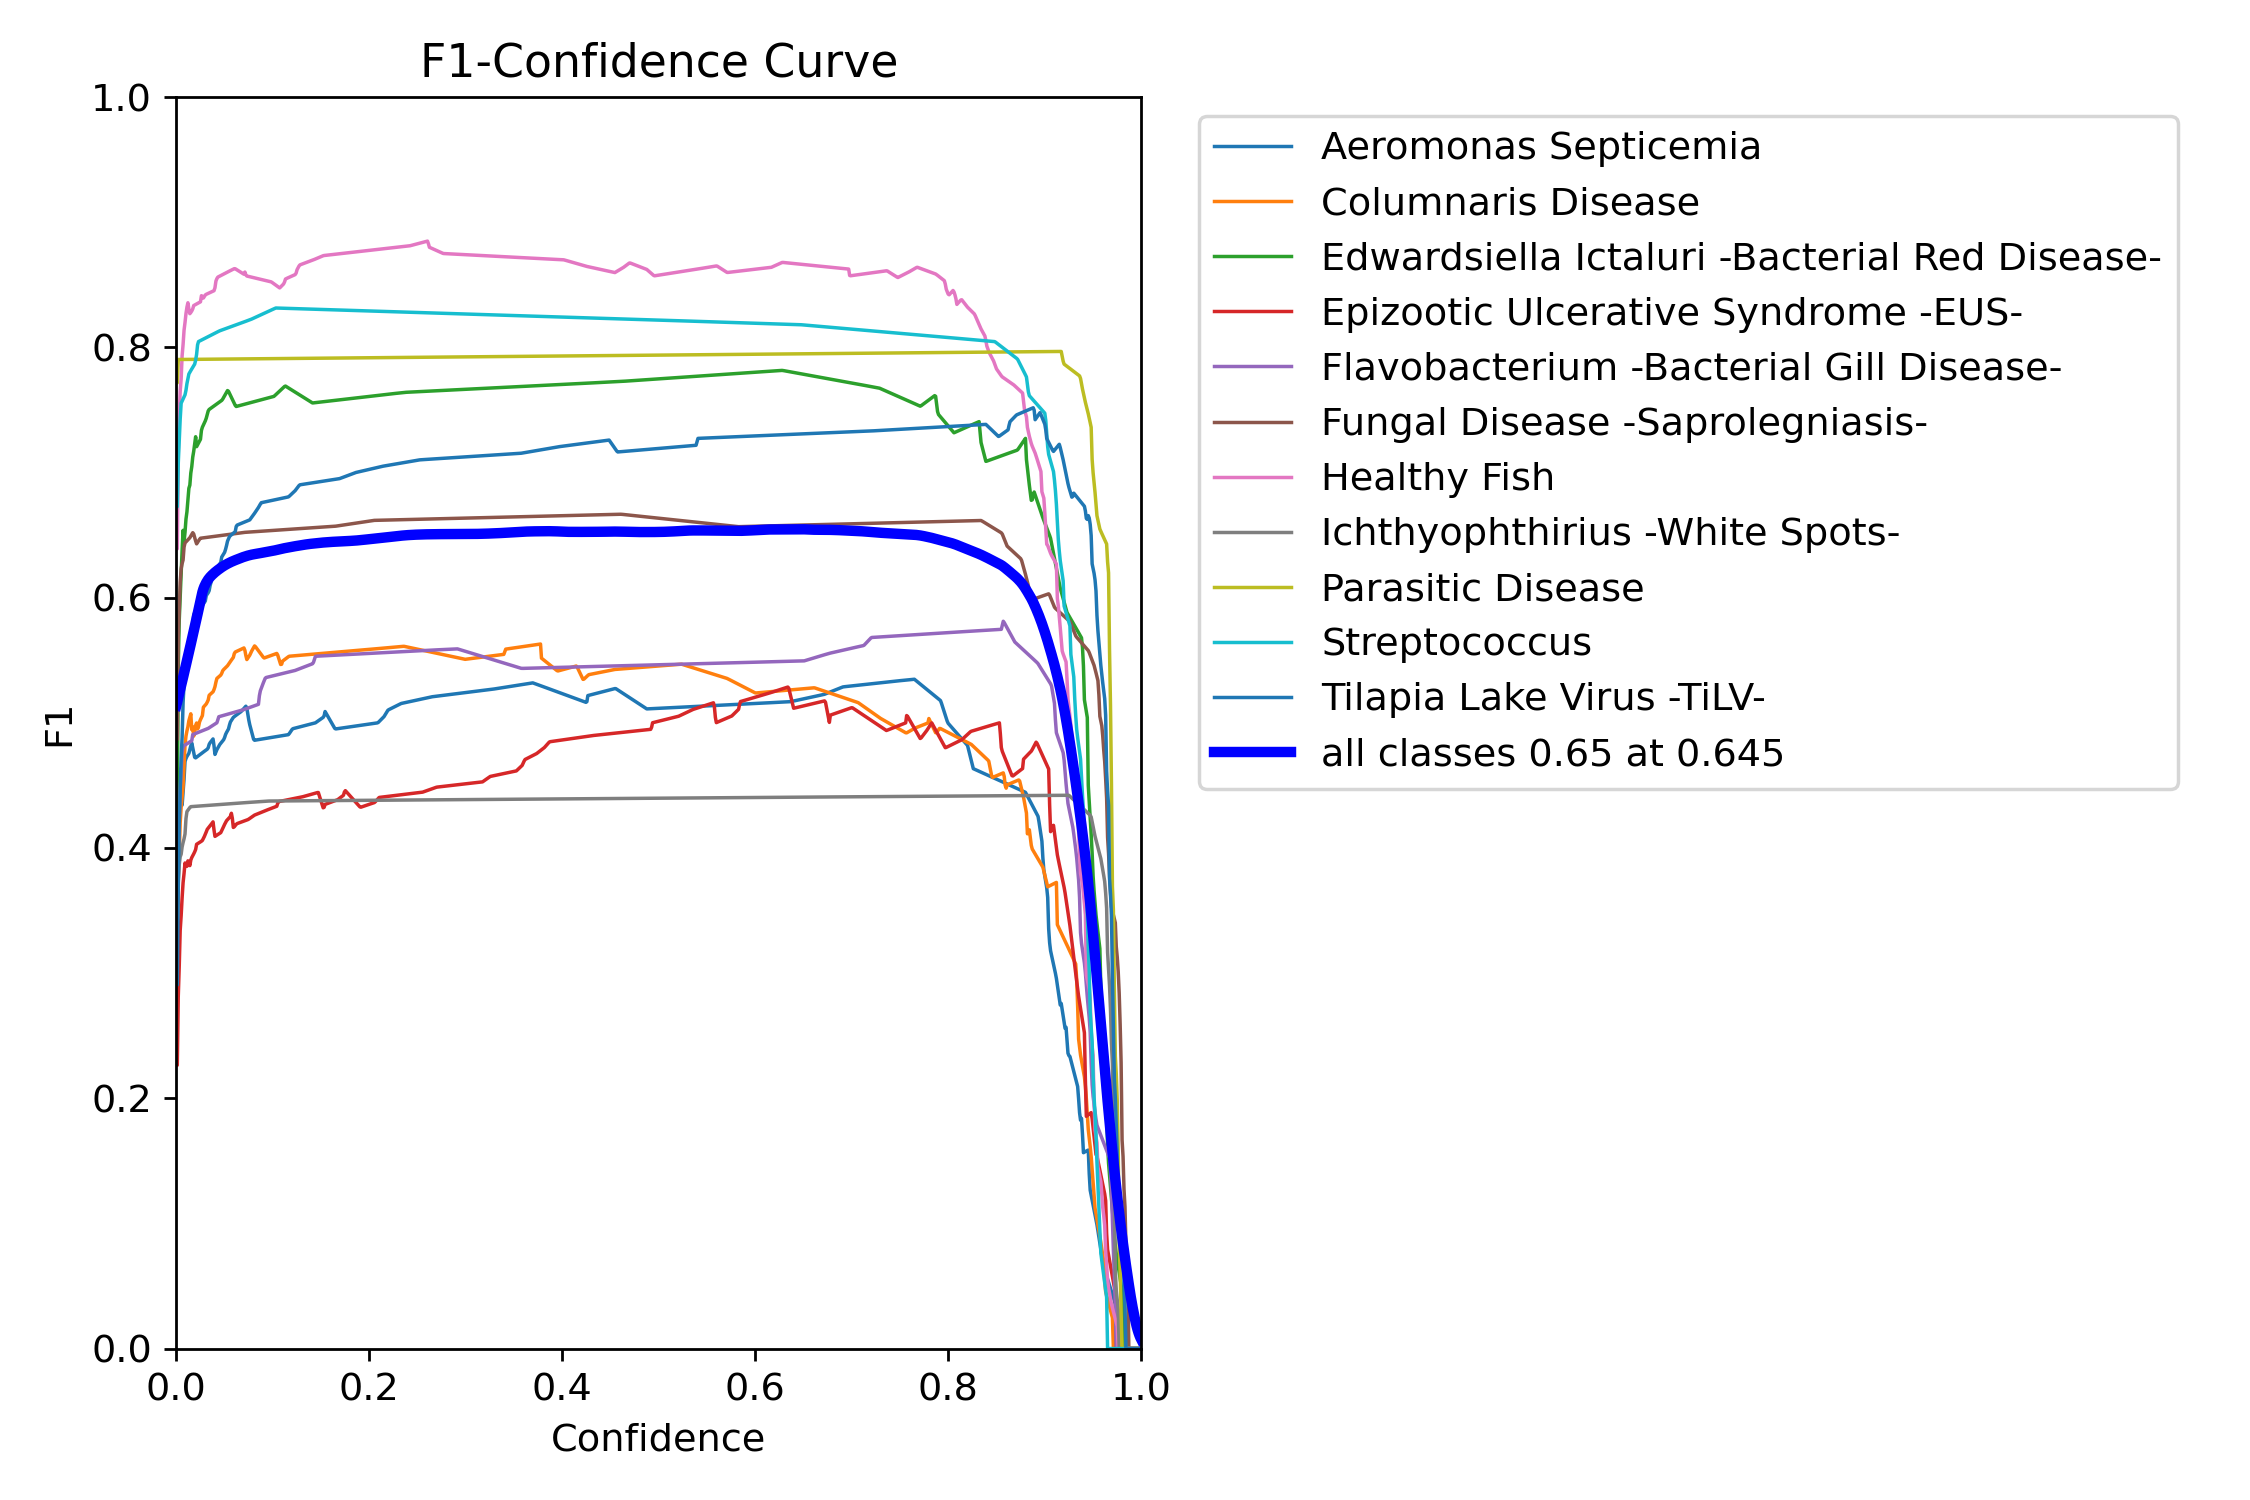 F1-Confidence Curve
1.0
0.8
0.6
0.4
0.2
0.0
F1
0.0 0.2 0.4 0.6 0.8 1.0
Confidence
Aeromonas Septicemia
Columnaris Disease
Edwardsiella Ictaluri -Bacterial Red Disease-
Epizootic Ulcerative Syndrome -EUS-
Flavobacterium -Bacterial Gill Disease-
Fungal Disease -Saprolegniasis-
Healthy Fish
Ichthyophthirius -White Spots-
Parasitic Disease
Streptococcus
Tilapia Lake Virus -TiLV-
all classes 0.65 at 0.645